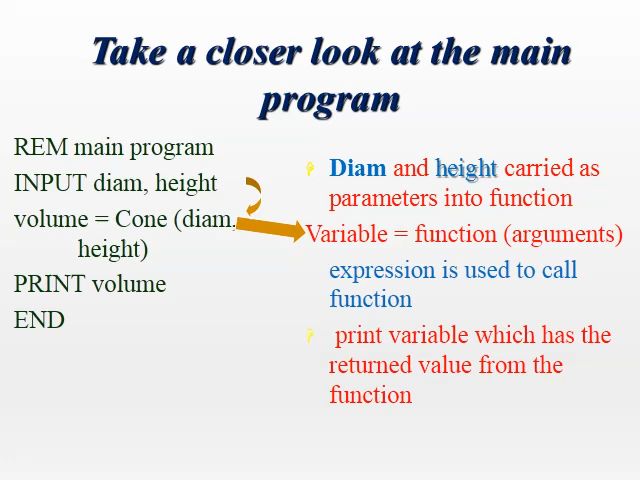 Take a closer look at the main
program
REM main program
INPUT diam, height
volume = Cone (diam,
height)
PRINT volume
END
Diam and height carried as
parameters into function
Variable = function (arguments)
expression is used to call
function
print variable which has the
returned value from the
function